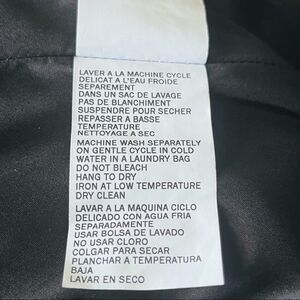 LAVER A LA MACHINE CYCLE
DELICAT A L'EAU FROIDE
SEPAREMENT
DANS UN SAC DE LAVAGE
PAS DE BLANCHIMENT
SUSPENDRE POUR SECHER
REPASSER A BASSE
TEMPERATURE
NETTOYAGE A SEC
MACHINE WASH SEPARATELY
ON GENTLE CYCLE IN COLD
WATER IN A LAUNDRY BAG
DO NOT BLEACH
HANG TO DRY
IRON AT LOW TEMPERATURE
DRY CLEAN
LAVAR A LA MAQUINA CICLO
DELICADO CON AGUA FRIA
SEPARADAMENTE
USAR BOLSA DE LAVADO
NO USAR CLORO
COLGAR PARA SECAR
PLANCHAR A TEMPERATURA
BAJA
LAVAR EN SECO